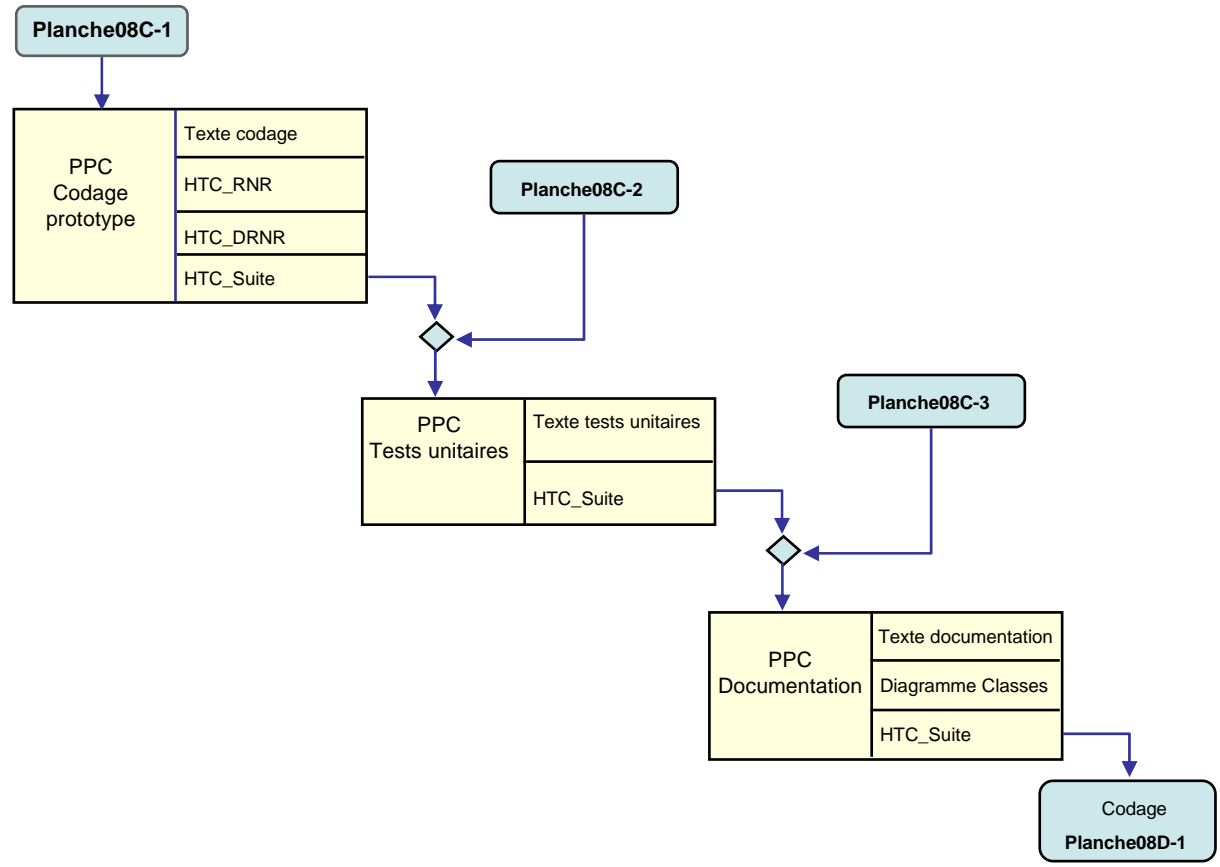 Planche08C-1
PPC
Codage
prototype
Texte codage
HTC_RNR
HTC_DRNR
HTC_Suite
Planche08C-2
PPC
Tests unitaires
Texte tests unitaires
HTC_Suite
Planche08C-3
PPC
Documentation
Texte documentation
Diagramme Classes
HTC_Suite
Codage
Planche08D-1